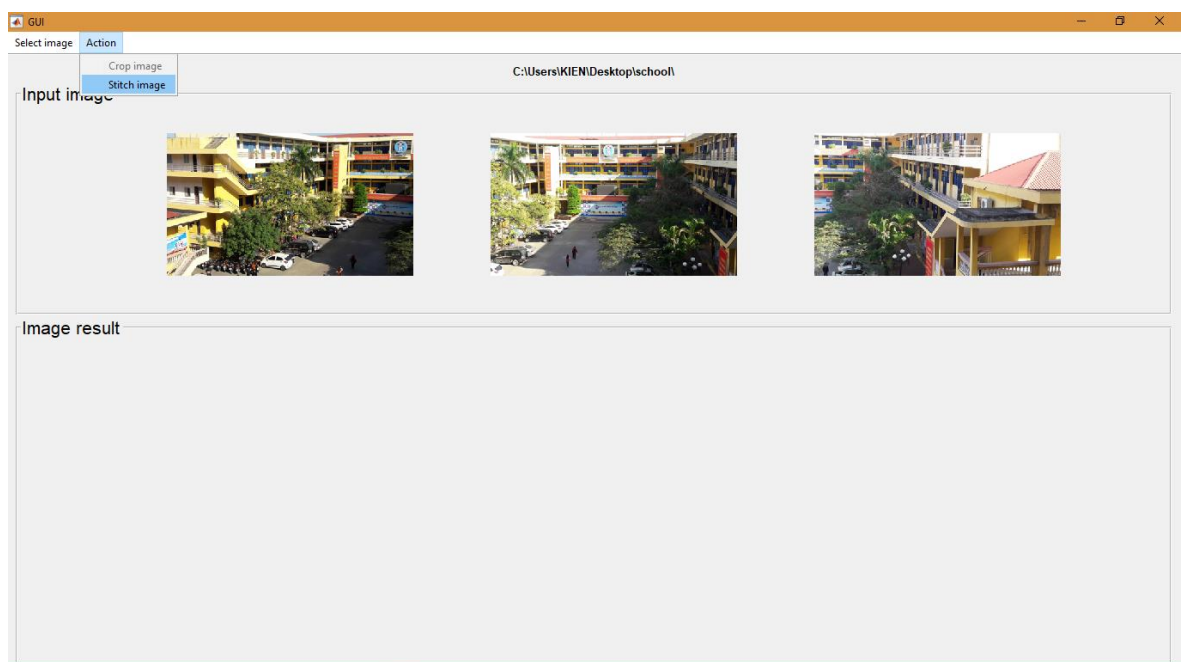 GUI
Select image Action
Crop image
Stitch image
C:\Users\KIEN\Desktop\school\
Input image
Image result